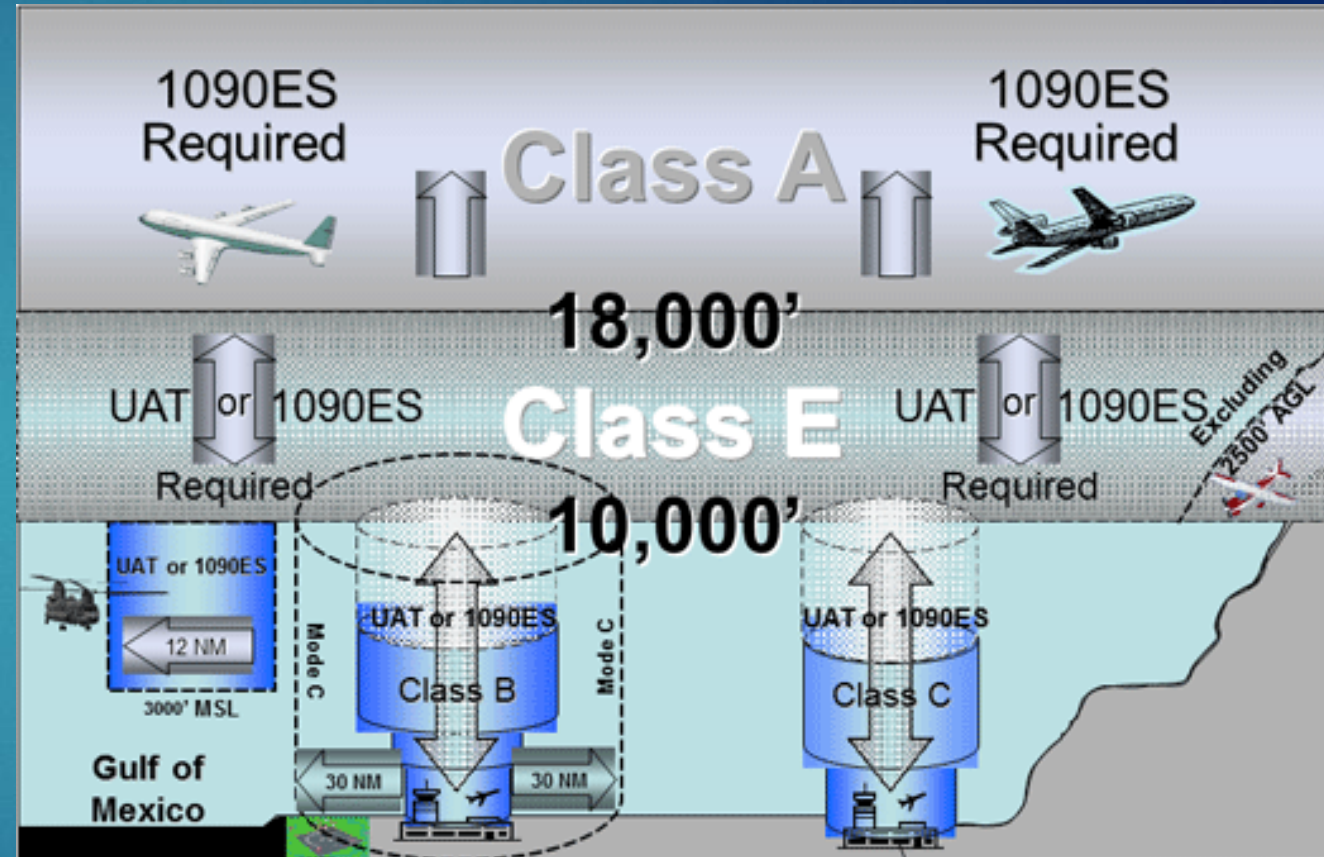 1090ES
Required
1090ES
Required
Class A
18,000’
UAT or 1090ES
Required
Class E
UAT or 1090ES
Required
Excluding
2500' AGL
10,000’
UAT or 1090ES
12 NM
3000' MSL
Gulf of
Mexico
Mode C
UAT or 1090ES
Class B
Mode C
30 NM
30 NM
UAT or 1090ES
Class C